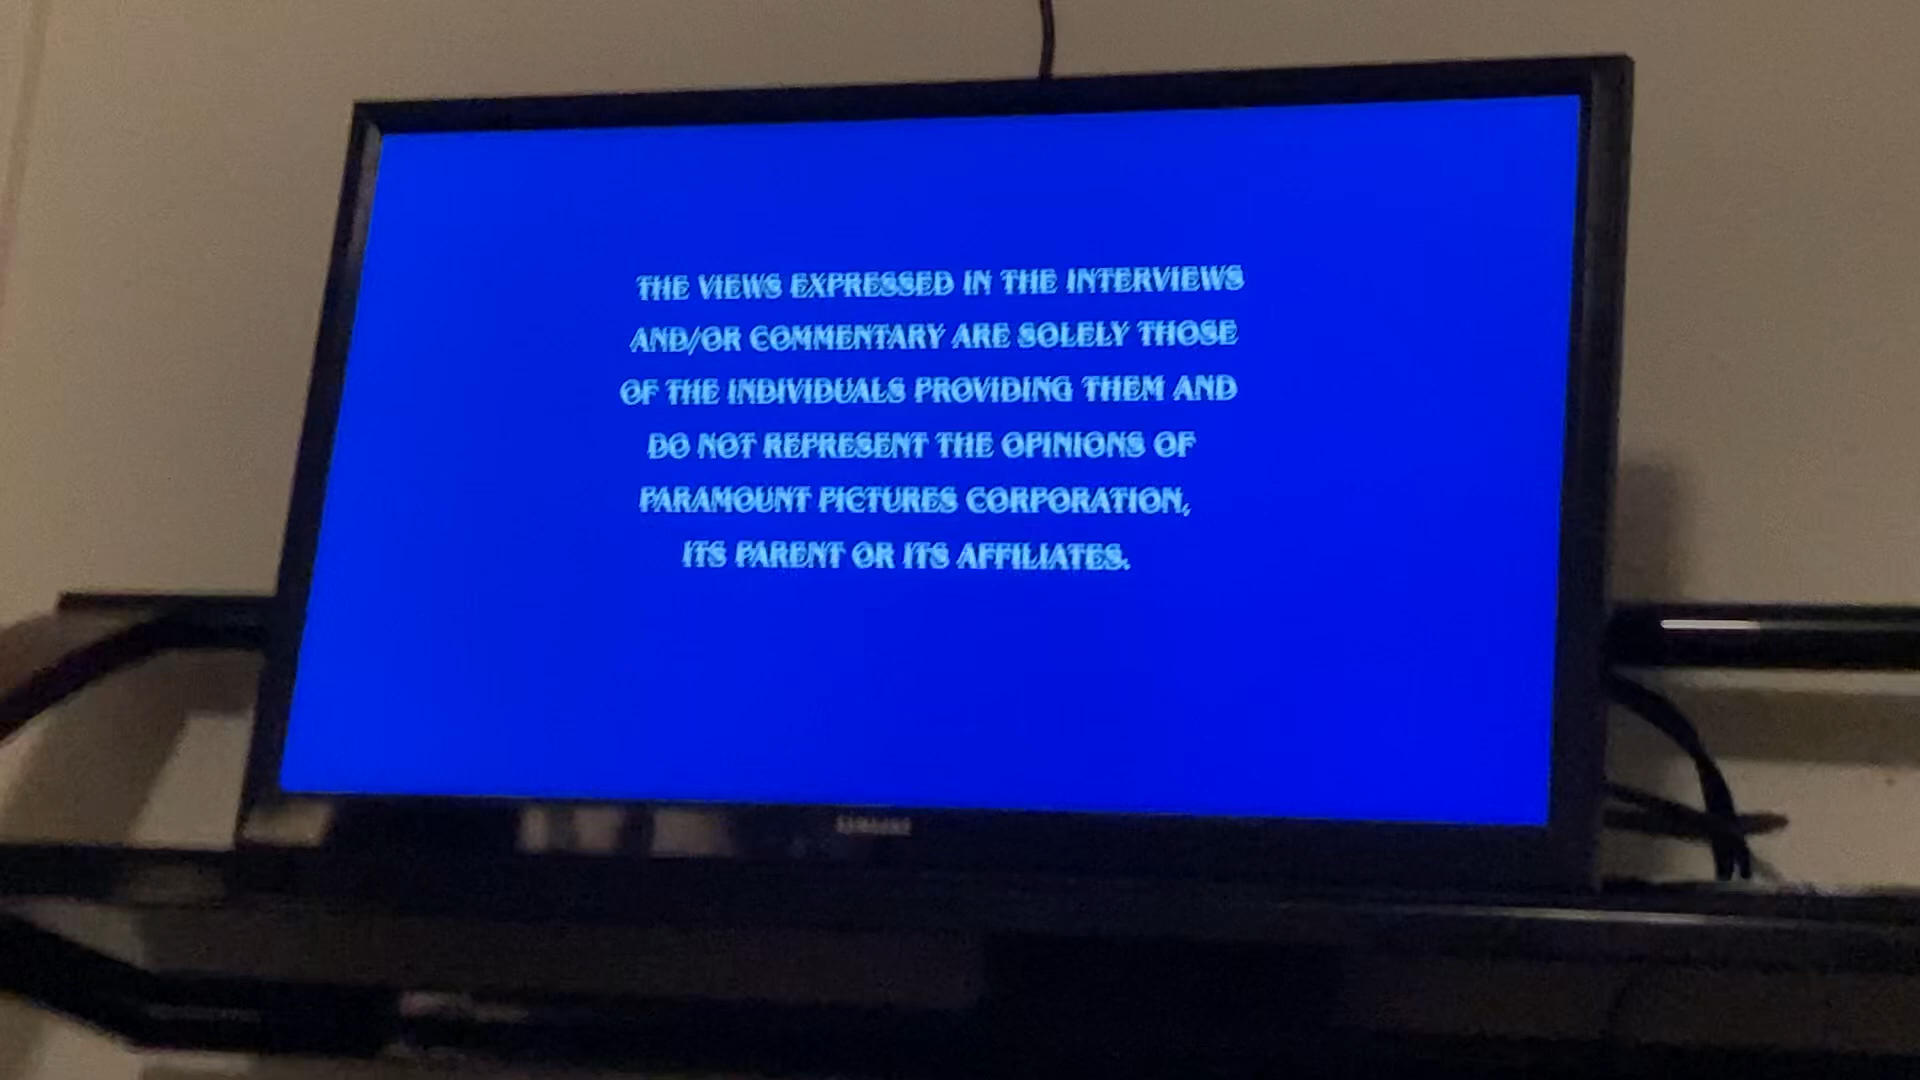 THE VIEWS EXPRESSED IN THE INTERVIEWS
AND/OR COMMENTARY ARE SOLELY THOSE
OF THE INDIVIDUALS PROVIDING THEM AND
DO NOT REPRESENT THE OPINIONS OF
PARAMOUNT PICTURES CORPORATION,
ITS PARENT OR ITS AFFILIATES.
SAMSUNG